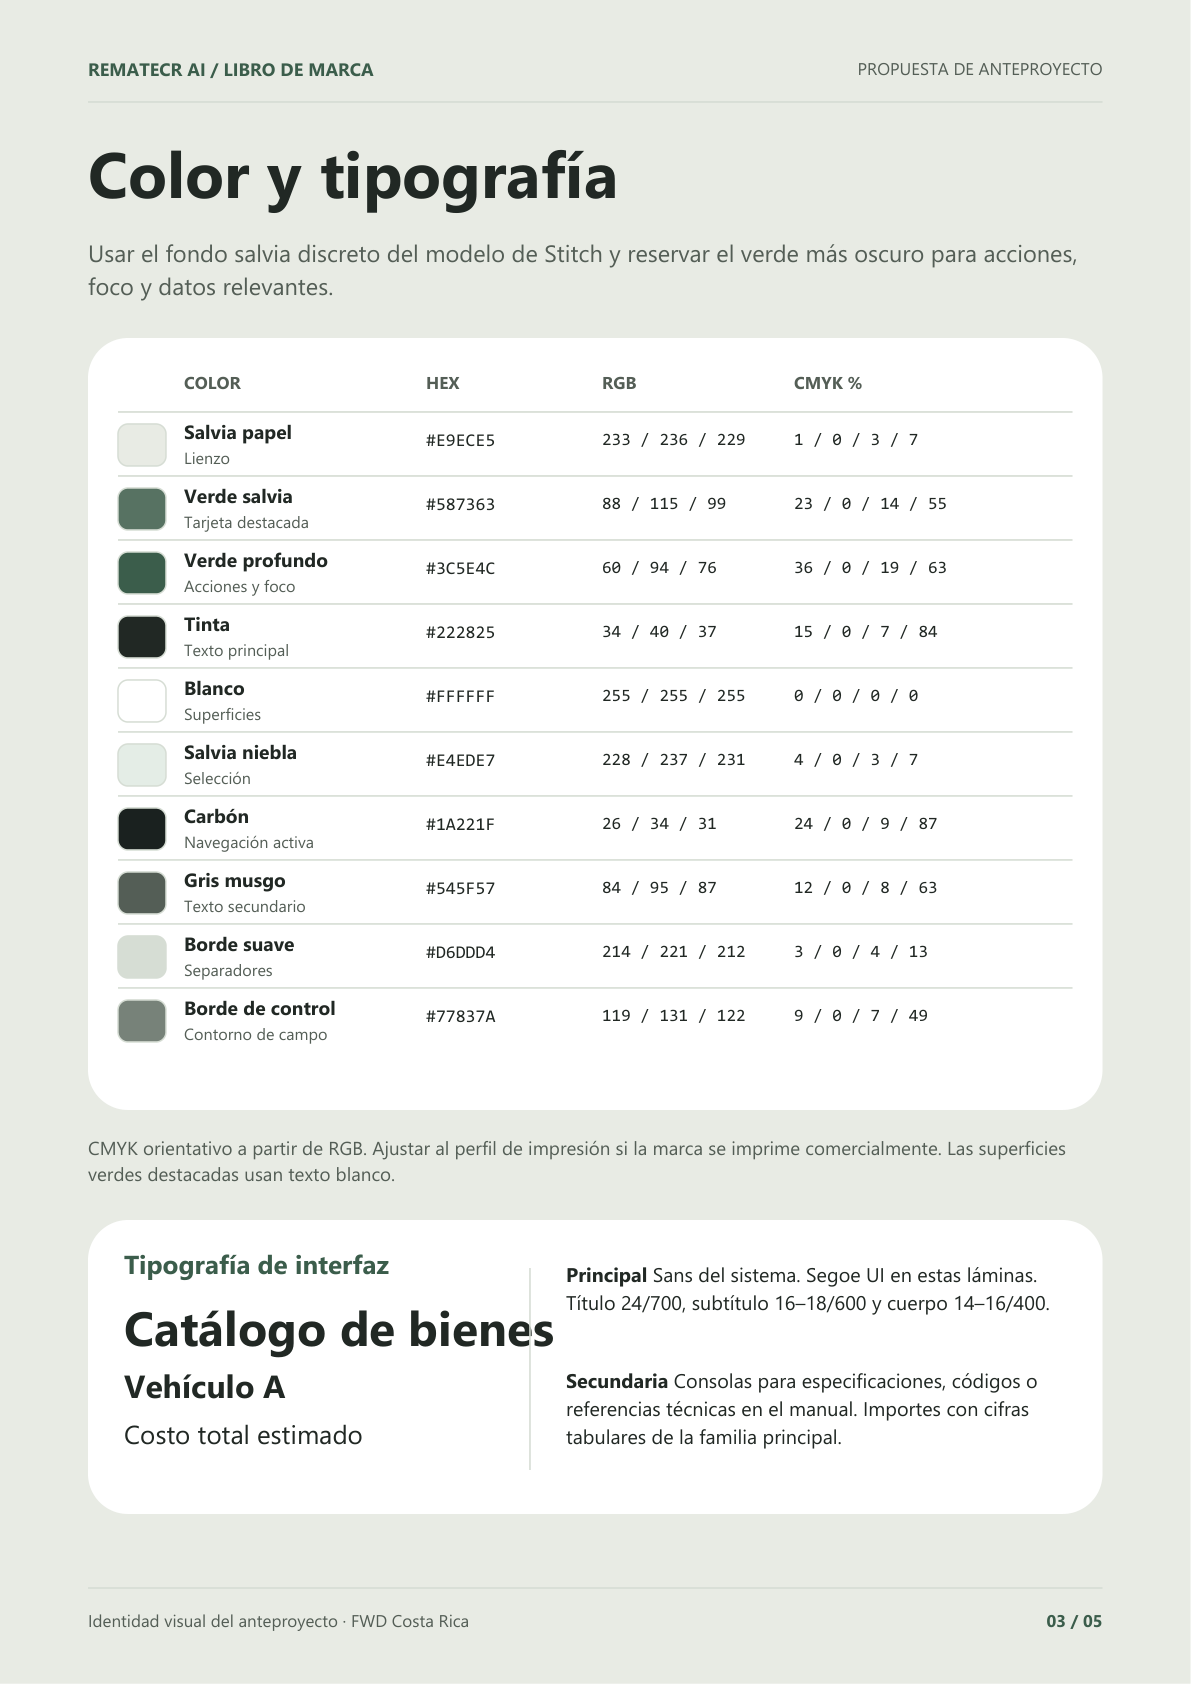 REMATECR AI / LIBRO DE MARCA
PROPUESTA DE ANTEPROYECTO
Color y tipografía
Usar el fondo salvia discreto del modelo de Stitch y reservar el verde más oscuro para acciones,
foco y datos relevantes.
COLOR HEX RGB CMYK %
Salvia papel #E9ECE5 233 / 236 / 229 1 / 0 / 3 / 7
Lienzo
Verde salvia #587363 88 / 115 / 99 23 / 0 / 14 / 55
Tarjeta destacada
Verde profundo #3C5E4C 60 / 94 / 76 36 / 0 / 19 / 63
Acciones y foco
Tinta #222825 34 / 40 / 37 15 / 0 / 7 / 84
Texto principal
Blanco #FFFFFF 255 / 255 / 255 0 / 0 / 0 / 0
Superficies
Salvia niebla #E4EDE7 228 / 237 / 231 4 / 0 / 3 / 7
Selección
Carbón #1A221F 26 / 34 / 31 24 / 0 / 9 / 87
Navegación activa
Gris musgo #545F57 84 / 95 / 87 12 / 0 / 8 / 63
Texto secundario
Borde suave #D6DDD4 214 / 221 / 212 3 / 0 / 4 / 13
Separadores
Borde de control #77837A 119 / 131 / 122 9 / 0 / 7 / 49
Contorno de campo
CMYK orientativo a partir de RGB. Ajustar al perfil de impresión si la marca se imprime comercialmente. Las superficies
verdes destacadas usan texto blanco.
Tipografía de interfaz
Catálogo de bienes
Vehículo A
Costo total estimado
Principal Sans del sistema. Segoe UI en estas láminas.
Título 24/700, subtítulo 16–18/600 y cuerpo 14–16/400.
Secundaria Consolas para especificaciones, códigos o
referencias técnicas en el manual. Importes con cifras
tabulares de la familia principal.
Identidad visual del anteproyecto · FWD Costa Rica
03 / 05